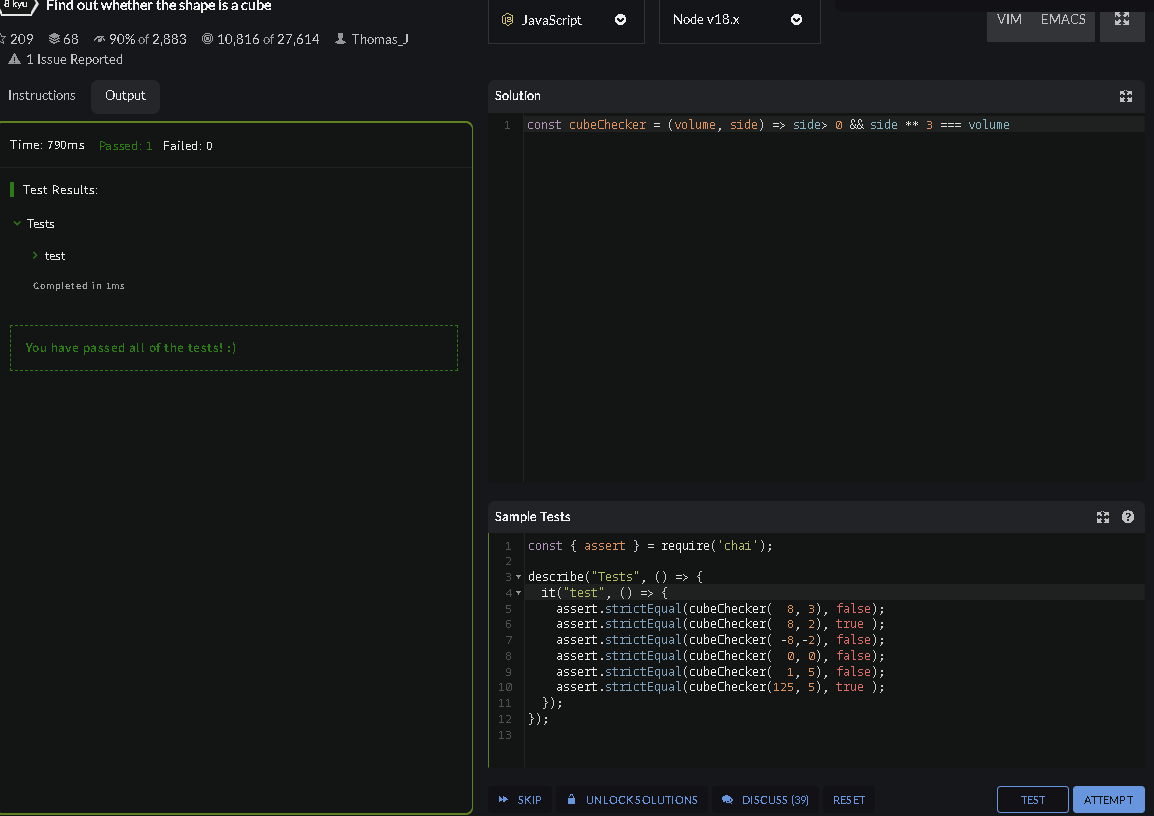 8 kyu Find out whether the shape is a cube
209 68 90% of 2,883 10,816 of 27,614 Thomas_J
1 Issue Reported
JavaScript Node v18.x VIM EMACS
Instructions Output
Time: 790ms Passed: 1 Failed: 0
Test Results:
Tests
test
Completed in 1ms
You have passed all of the tests! :)
Solution
1 const cubeChecker = (volume, side) => side> 0 && side ** 3 === volume
Sample Tests
1 const { assert } = require('chai');
2
3 describe("Tests", () => {
4 it("test", () => {
5 assert.strictEqual(cubeChecker(  8, 3), false);
6 assert.strictEqual(cubeChecker(  8, 2), true );
7 assert.strictEqual(cubeChecker( -8,-2), false);
8 assert.strictEqual(cubeChecker(  0, 0), false);
9 assert.strictEqual(cubeChecker(  1, 5), false);
10 assert.strictEqual(cubeChecker(125, 5), true );
11 });
12 });
13
SKIP UNLOCK SOLUTIONS DISCUSS (39) RESET TEST ATTEMPT